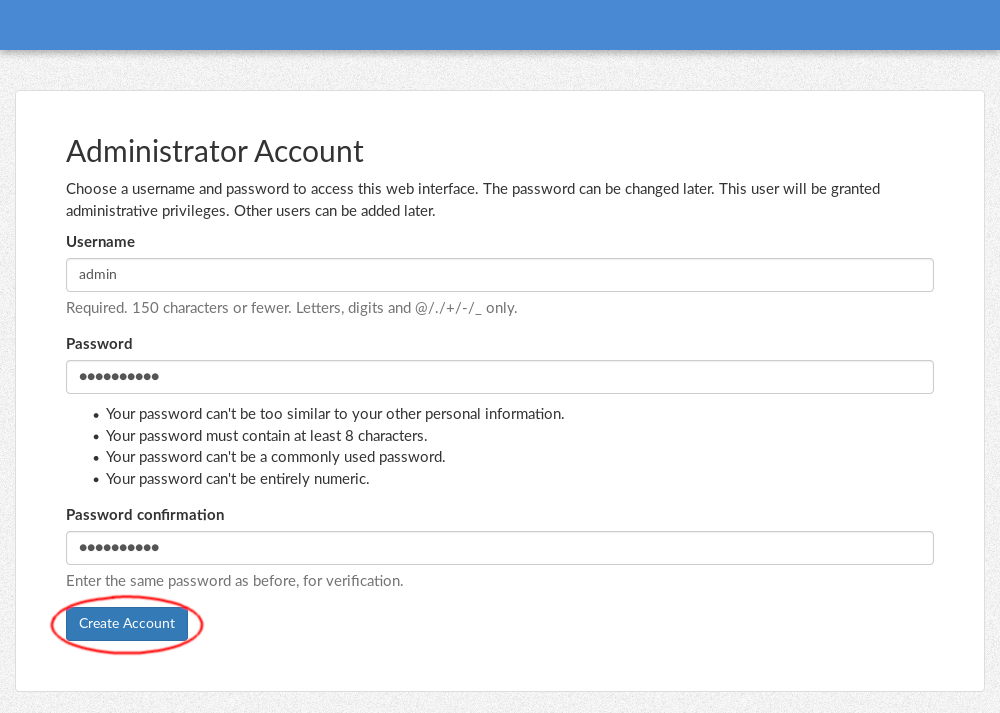 Administrator Account
Choose a username and password to access this web interface. The password can be changed later. This user will be granted
administrative privileges. Other users can be added later.
Username
admin
Required. 150 characters or fewer. Letters, digits and @/./+/-/_ only.
Password
●●●●●●●●●●
• Your password can't be too similar to your other personal information.
• Your password must contain at least 8 characters.
• Your password can't be a commonly used password.
• Your password can't be entirely numeric.
Password confirmation
●●●●●●●●●●
Enter the same password as before, for verification.
Create Account